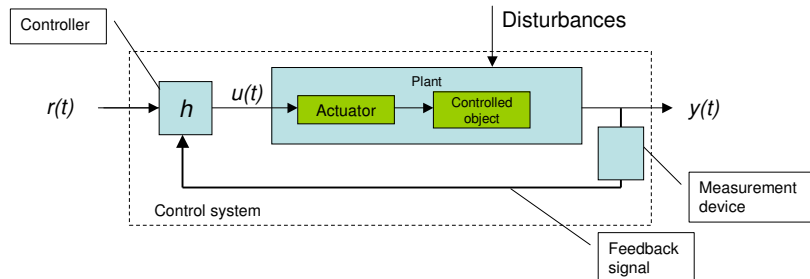 Controller
Disturbances
Plant
r(t)
h
u(t)
Actuator
Controlled
object
y(t)
Measurement
device
Control system
Feedback
signal